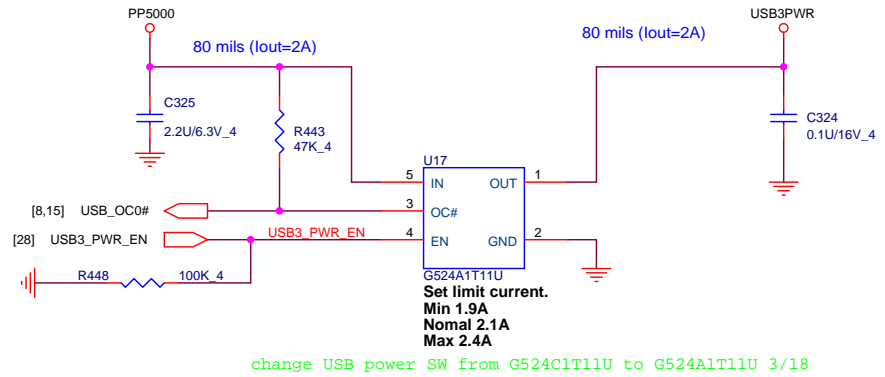 PP5000
USB3PWR
80 mils (Iout=2A)
80 mils (Iout=2A)
C325
2.2U/6.3V_4
R443
47K_4
C324
0.1U/16V_4
U17
5 IN OUT 1
[8,15] USB_OC0# 3 OC#
[28] USB3_PWR_EN USB3_PWR_EN 4 EN GND 2
R448 100K_4
G524A1T11U
Set limit current.
Min 1.9A
Nomal 2.1A
Max 2.4A
change USB power SW from G524C1T11U to G524A1T11U 3/18